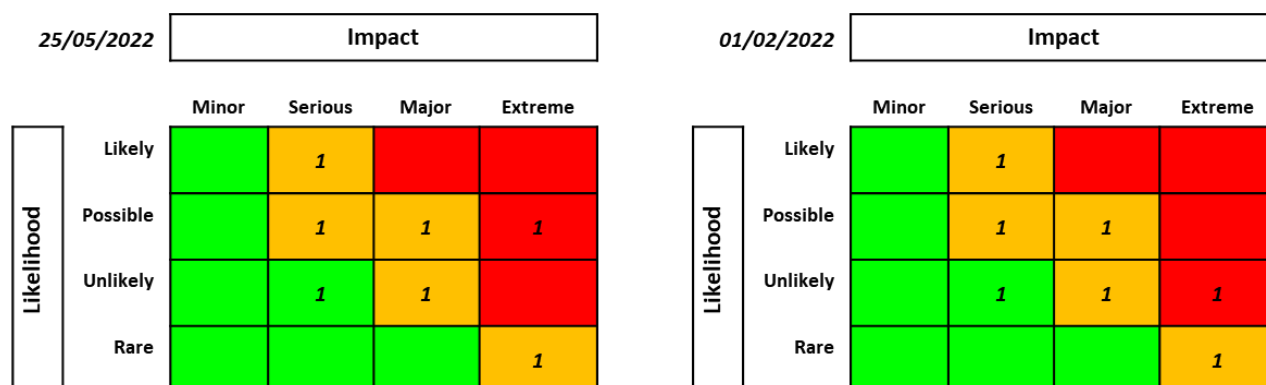 25/05/2022 Impact 01/02/2022 Impact
Minor Serious Major Extreme Minor Serious Major Extreme
Likely 1 Likely 1
Possible 1 1 1 Possible 1 1
Unlikely 1 1 Unlikely 1 1 1
Rare 1 Rare 1
Likelihood Likelihood